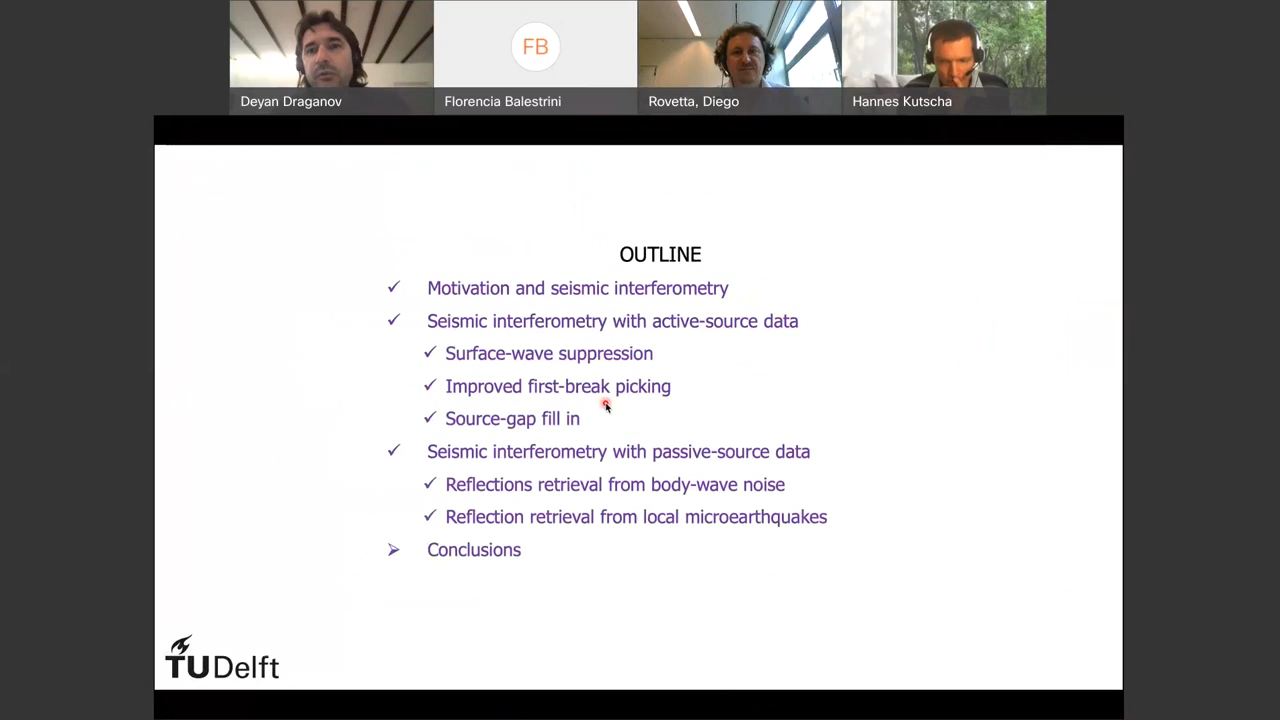 FB
Deyan Draganov
Florencia Balestrini
Rovetta, Diego
Hannes Kutscha
OUTLINE
✓ Motivation and seismic interferometry
✓ Seismic interferometry with active-source data
✓ Surface-wave suppression
✓ Improved first-break picking
✓ Source-gap fill in
✓ Seismic interferometry with passive-source data
✓ Reflections retrieval from body-wave noise
✓ Reflection retrieval from local microearthquakes
➢ Conclusions
TUDelft